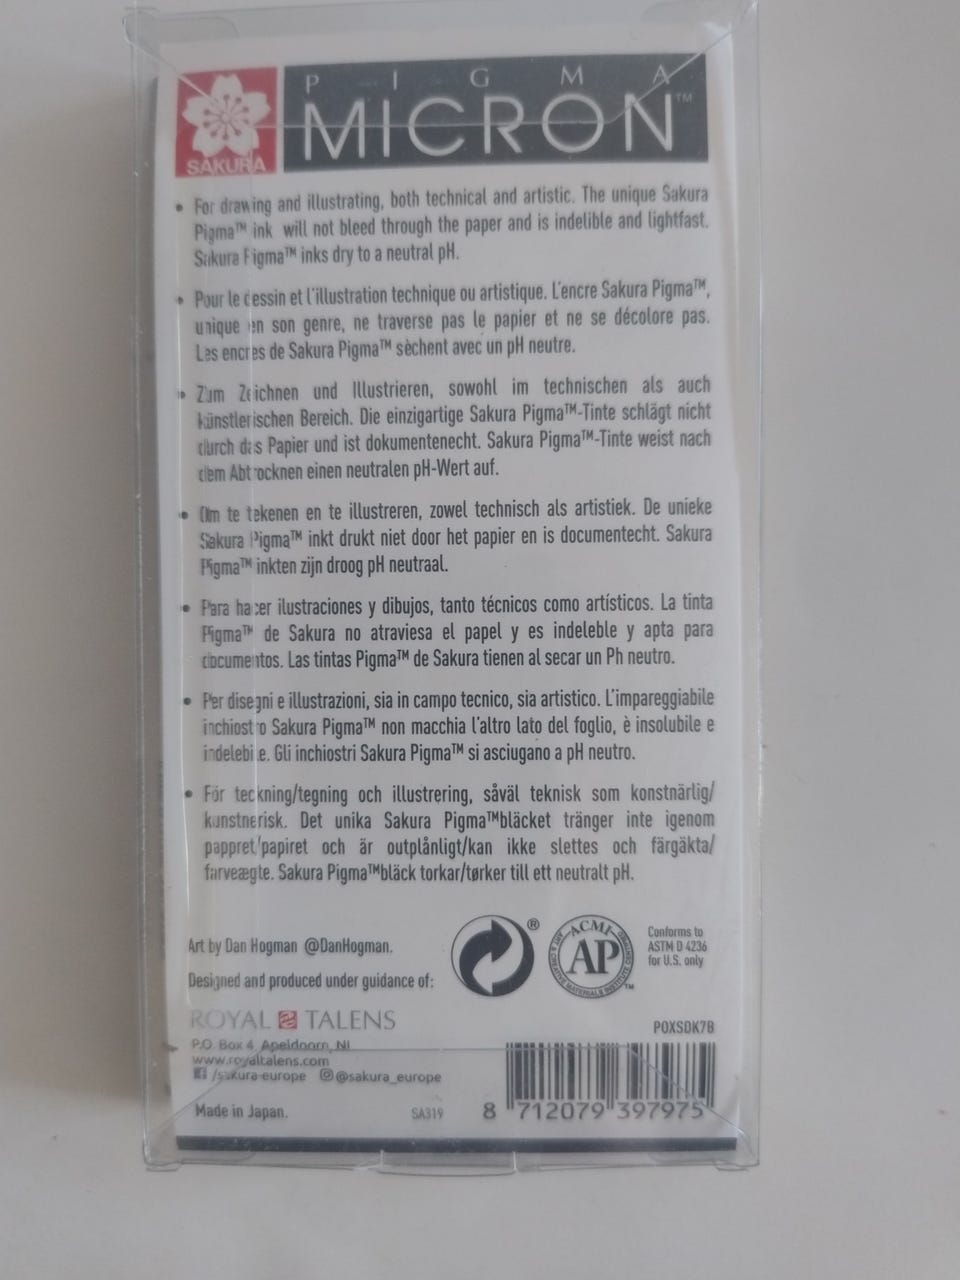 SAKURA
PIGMA
MICRON™
• For drawing and illustrating, both technical and artistic. The unique Sakura
Pigma™ ink will not bleed through the paper and is indelible and lightfast.
Sakura Pigma™ inks dry to a neutral pH.
• Pour le dessin et l'illustration technique ou artistique. L'encre Sakura Pigma™,
unique en son genre, ne traverse pas le papier et ne se décolore pas.
Les encres de Sakura Pigma™ sèchent avec un pH neutre.
• Zum Zeichnen und Illustrieren, sowohl im technischen als auch
künstlerischen Bereich. Die einzigartige Sakura Pigma™-Tinte schlägt nicht
durch das Papier und ist dokumentenecht. Sakura Pigma™-Tinte weist nach
dem Abtrocknen einen neutralen pH-Wert auf.
• Om te tekenen en te illustreren, zowel technisch als artistiek. De unieke
Sakura Pigma™ inkt drukt niet door het papier en is documentecht. Sakura
Pigma™ inkten zijn droog pH neutraal.
• Para hacer ilustraciones y dibujos, tanto técnicos como artísticos. La tinta
Pigma™ de Sakura no atraviesa el papel y es indeleble y apta para
documentos. Las tintas Pigma™ de Sakura tienen al secar un Ph neutro.
• Per disegni e illustrazioni, sia in campo tecnico, sia artistico. L'impareggiabile
inchiostro Sakura Pigma™ non macchia l'altro lato del foglio, è insolubile e
indelebile. Gli inchiostri Sakura Pigma™ si asciugano a pH neutro.
• För teckning/tegning och illustrering, såväl teknisk som konstnärlig/
kunstnerisk. Det unika Sakura Pigma™bläcket tränger inte igenom
pappret/papiret och är outplånligt/kan ikke slettes och färgäkta/
farveægte. Sakura Pigma™bläck torkar/tørker till ett neutralt pH.
Art by Dan Hogman @DanHogman.
Designed and produced under guidance of:
®
ACMI
AP
ART & CREATIVE MATERIALS INSTITUTE CERTIFIED
™
Conforms to
ASTM D 4236
for U.S. only
ROYAL TALENS
P.O. Box 4, Apeldoorn, NL
www.royaltalens.com
/sakura-europe @sakura_europe
Made in Japan.
SA319
POXSDK7B
8 712079 397975